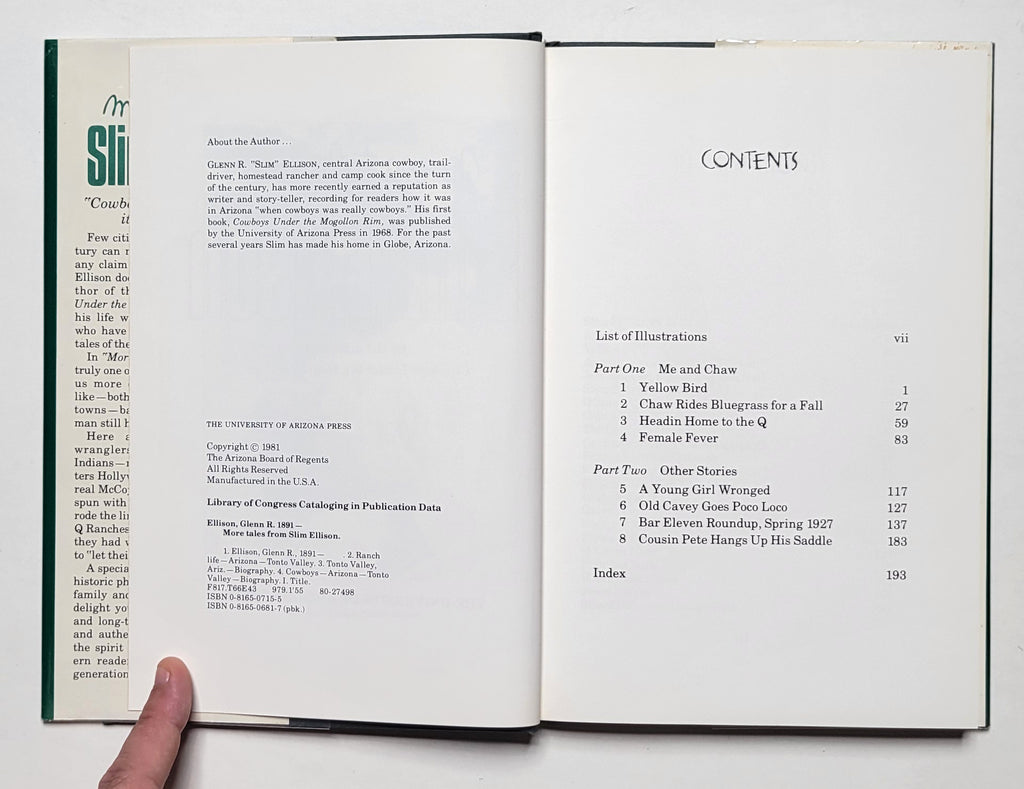 Sli
"Cowb
it
Few citi
tury can
any claim
Ellison do
thor of th
Under the
his life w
who have
tales of the
In "Mor
truly one o
us more
like—both
towns—ba
man still h
Here a
wranglers
Indians—
ters Holly
real McCo
spun with
rode the li
Q Ranches
they had
to "let thei
A specia
historic ph
family and
delight yo
and long-t
and authe
the spirit
ern reade
generation
About the Author . . .
GLENN R. "SLIM" ELLISON, central Arizona cowboy, trail-
driver, homestead rancher and camp cook since the turn
of the century, has more recently earned a reputation as
writer and story-teller, recording for readers how it was
in Arizona "when cowboys was really cowboys." His first
book, Cowboys Under the Mogollon Rim, was published
by the University of Arizona Press in 1968. For the past
several years Slim has made his home in Globe, Arizona.
THE UNIVERSITY OF ARIZONA PRESS
Copyright © 1981
The Arizona Board of Regents
All Rights Reserved
Manufactured in the U.S.A.
Library of Congress Cataloging in Publication Data
Ellison, Glenn R. 1891–
More tales from Slim Ellison.
1. Ellison, Glenn R., 1891– . 2. Ranch
life—Arizona—Tonto Valley. 3. Tonto Valley,
Ariz.—Biography. 4. Cowboys—Arizona—Tonto
Valley—Biography. I. Title.
F817.T66E43 979.1'55 80-27498
ISBN 0-8165-0715-5
ISBN 0-8165-0681-7 (pbk.)
CONTENTS
List of Illustrations vii
Part One Me and Chaw
1 Yellow Bird 1
2 Chaw Rides Bluegrass for a Fall 27
3 Headin Home to the Q 59
4 Female Fever 83
Part Two Other Stories
5 A Young Girl Wronged 117
6 Old Cavey Goes Poco Loco 127
7 Bar Eleven Roundup, Spring 1927 137
8 Cousin Pete Hangs Up His Saddle 183
Index 193